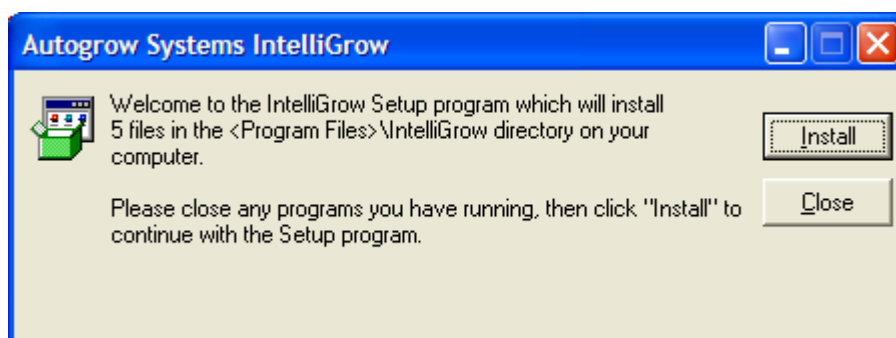 Autogrow Systems IntelliGrow
Welcome to the IntelliGrow Setup program which will install
5 files in the <Program Files>\IntelliGrow directory on your
computer.
Install
Please close any programs you have running, then click "Install" to
continue with the Setup program.
Close